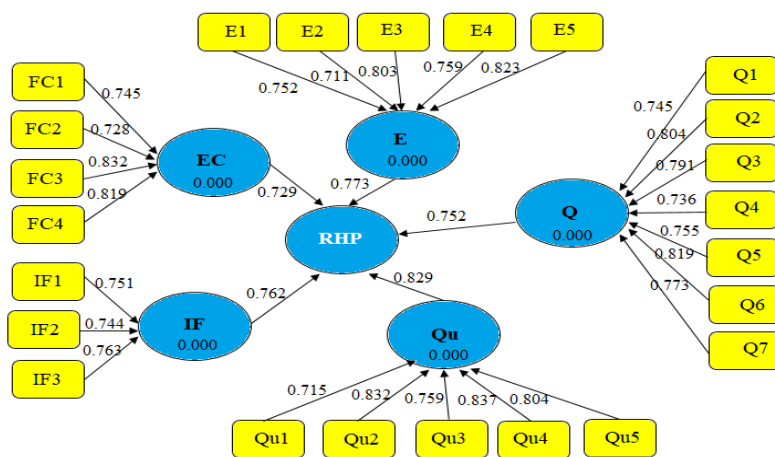 E1
E2
E3
E4
E5
0.752
0.711
0.803
0.759
0.823
FC1
FC2
FC3
FC4
0.745
0.728
0.832
0.819
EC
0.000
0.729
E
0.000
0.773
Q1
Q2
Q3
Q4
Q5
Q6
Q7
0.745
0.804
0.791
0.736
0.755
0.819
0.773
Q
0.000
0.752
RHP
IF1
IF2
IF3
0.751
0.744
0.763
IF
0.000
0.762
0.829
Qu
0.000
0.715
0.832
0.759
0.837
0.804
Qu1
Qu2
Qu3
Qu4
Qu5